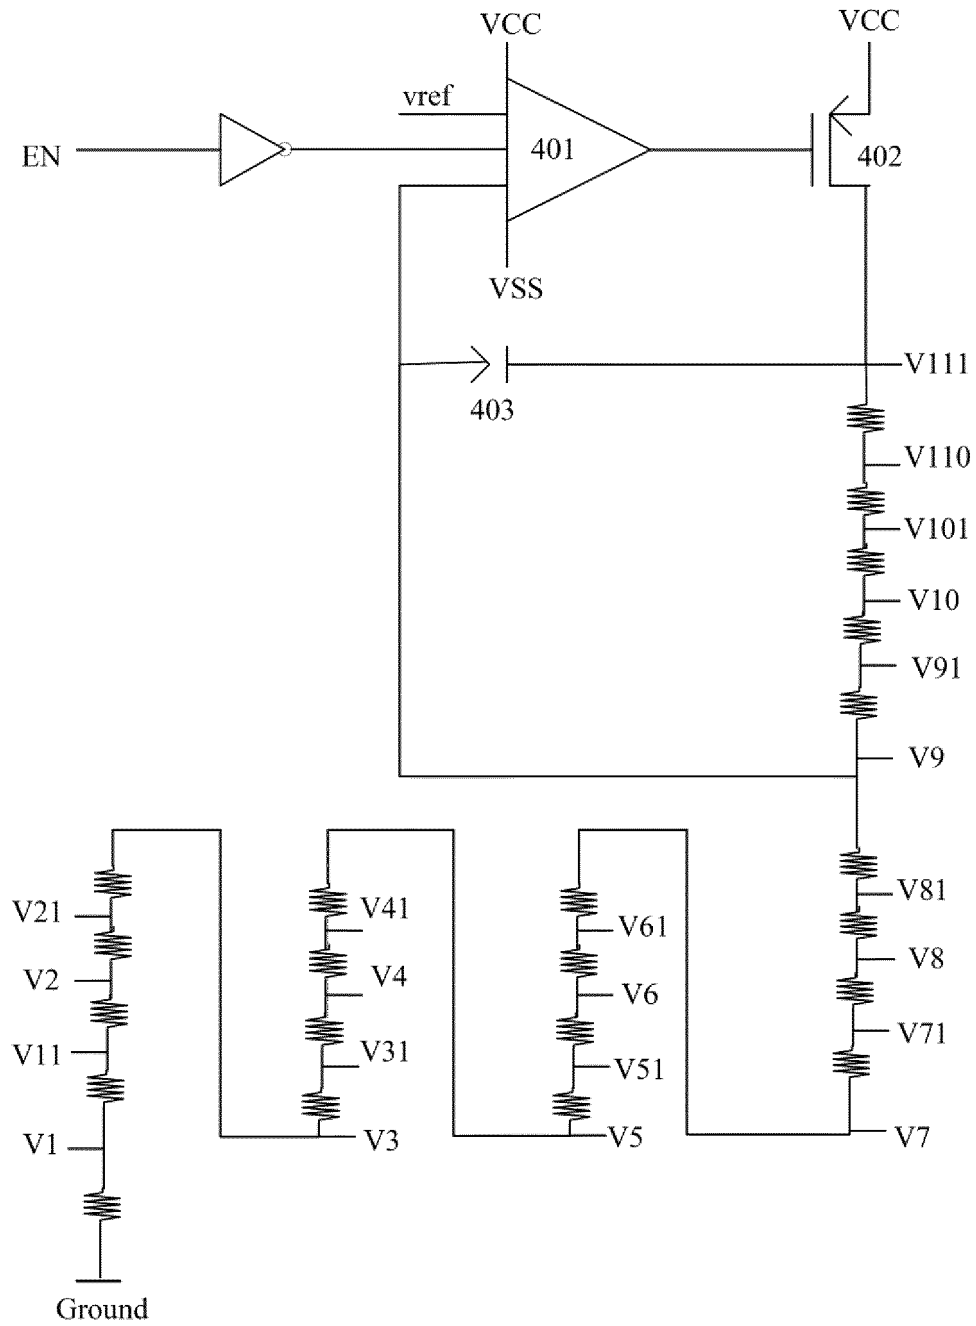 VCC
VCC
vref
EN
401
402
VSS
V111
403
V110
V101
V10
V91
V9
V21
V41
V61
V81
V2
V4
V6
V8
V11
V31
V51
V71
V1
V3
V5
V7
Ground